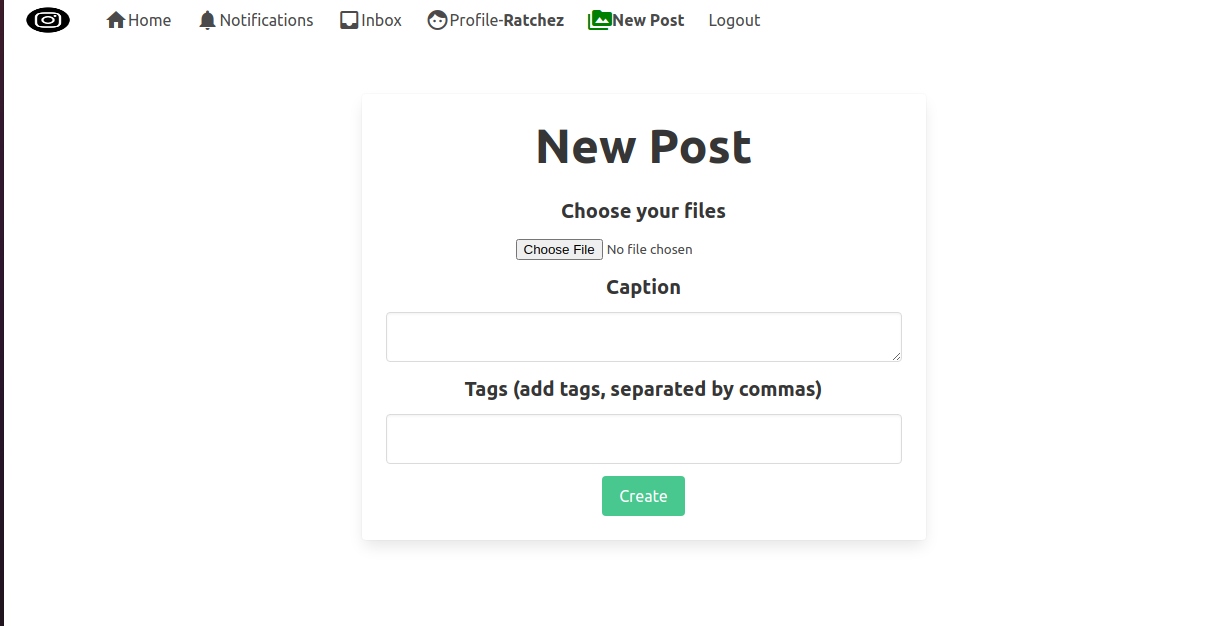 Home Notifications Inbox Profile-Ratchez New Post Logout
New Post
Choose your files
Choose File No file chosen
Caption
Tags (add tags, separated by commas)
Create